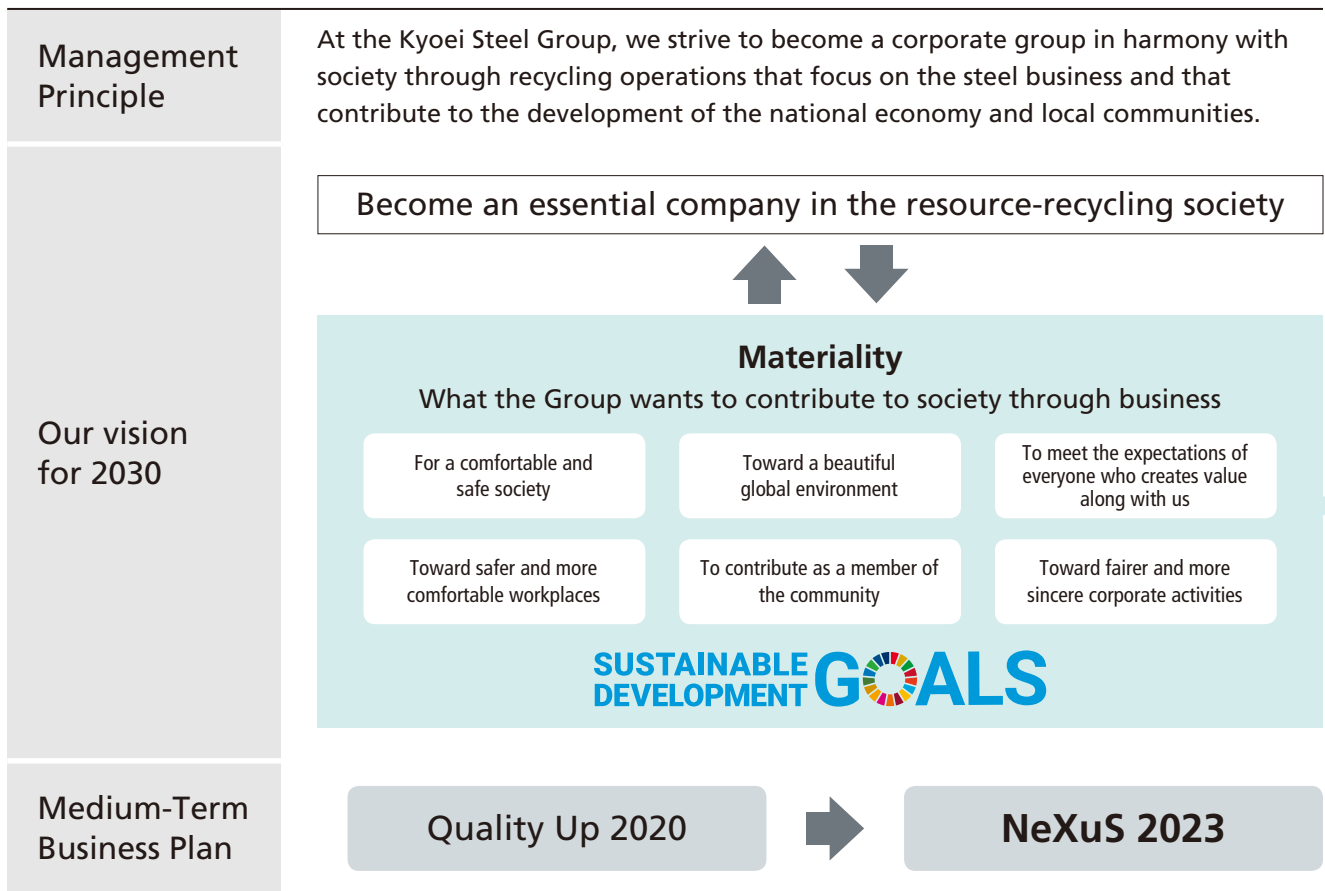 Management
Principle
At the Kyoei Steel Group, we strive to become a corporate group in harmony with
society through recycling operations that focus on the steel business and that
contribute to the development of the national economy and local communities.
Our vision
for 2030
Become an essential company in the resource-recycling society
Materiality
What the Group wants to contribute to society through business
For a comfortable and
safe society
Toward a beautiful
global environment
To meet the expectations of
everyone who creates value
along with us
Toward safer and more
comfortable workplaces
To contribute as a member of
the community
Toward fairer and more
sincere corporate activities
SUSTAINABLE
DEVELOPMENT
GOALS
Medium-Term
Business Plan
Quality Up 2020
NeXuS 2023